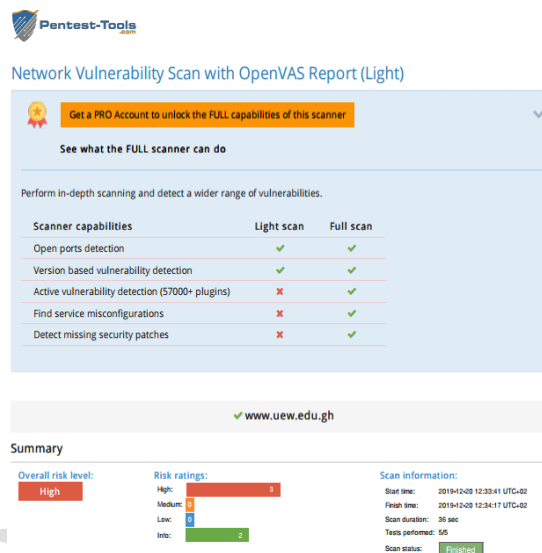 Pentest-Tools
.com
Network Vulnerability Scan with OpenVAS Report (Light)
Get a PRO Account to unlock the FULL capabilities of this scanner
See what the FULL scanner can do
Perform in-depth scanning and detect a wider range of vulnerabilities.
Scanner capabilities Light scan Full scan
Open ports detection ✔ ✔
Version based vulnerability detection ✔ ✔
Active vulnerability detection (57000+ plugins) ✖ ✔
Find service misconfigurations ✖ ✔
Detect missing security patches ✖ ✔
✔ www.uew.edu.gh
Summary
Overall risk level: Risk ratings: Scan information:
High High: 3 Start time: 2019-12-20 12:33:41 UTC+02
Medium: 0 Finish time: 2019-12-20 12:34:17 UTC+02
Low: 0 Scan duration: 36 sec
Info: 2 Tests performed: 5/5
Scan status: Finished